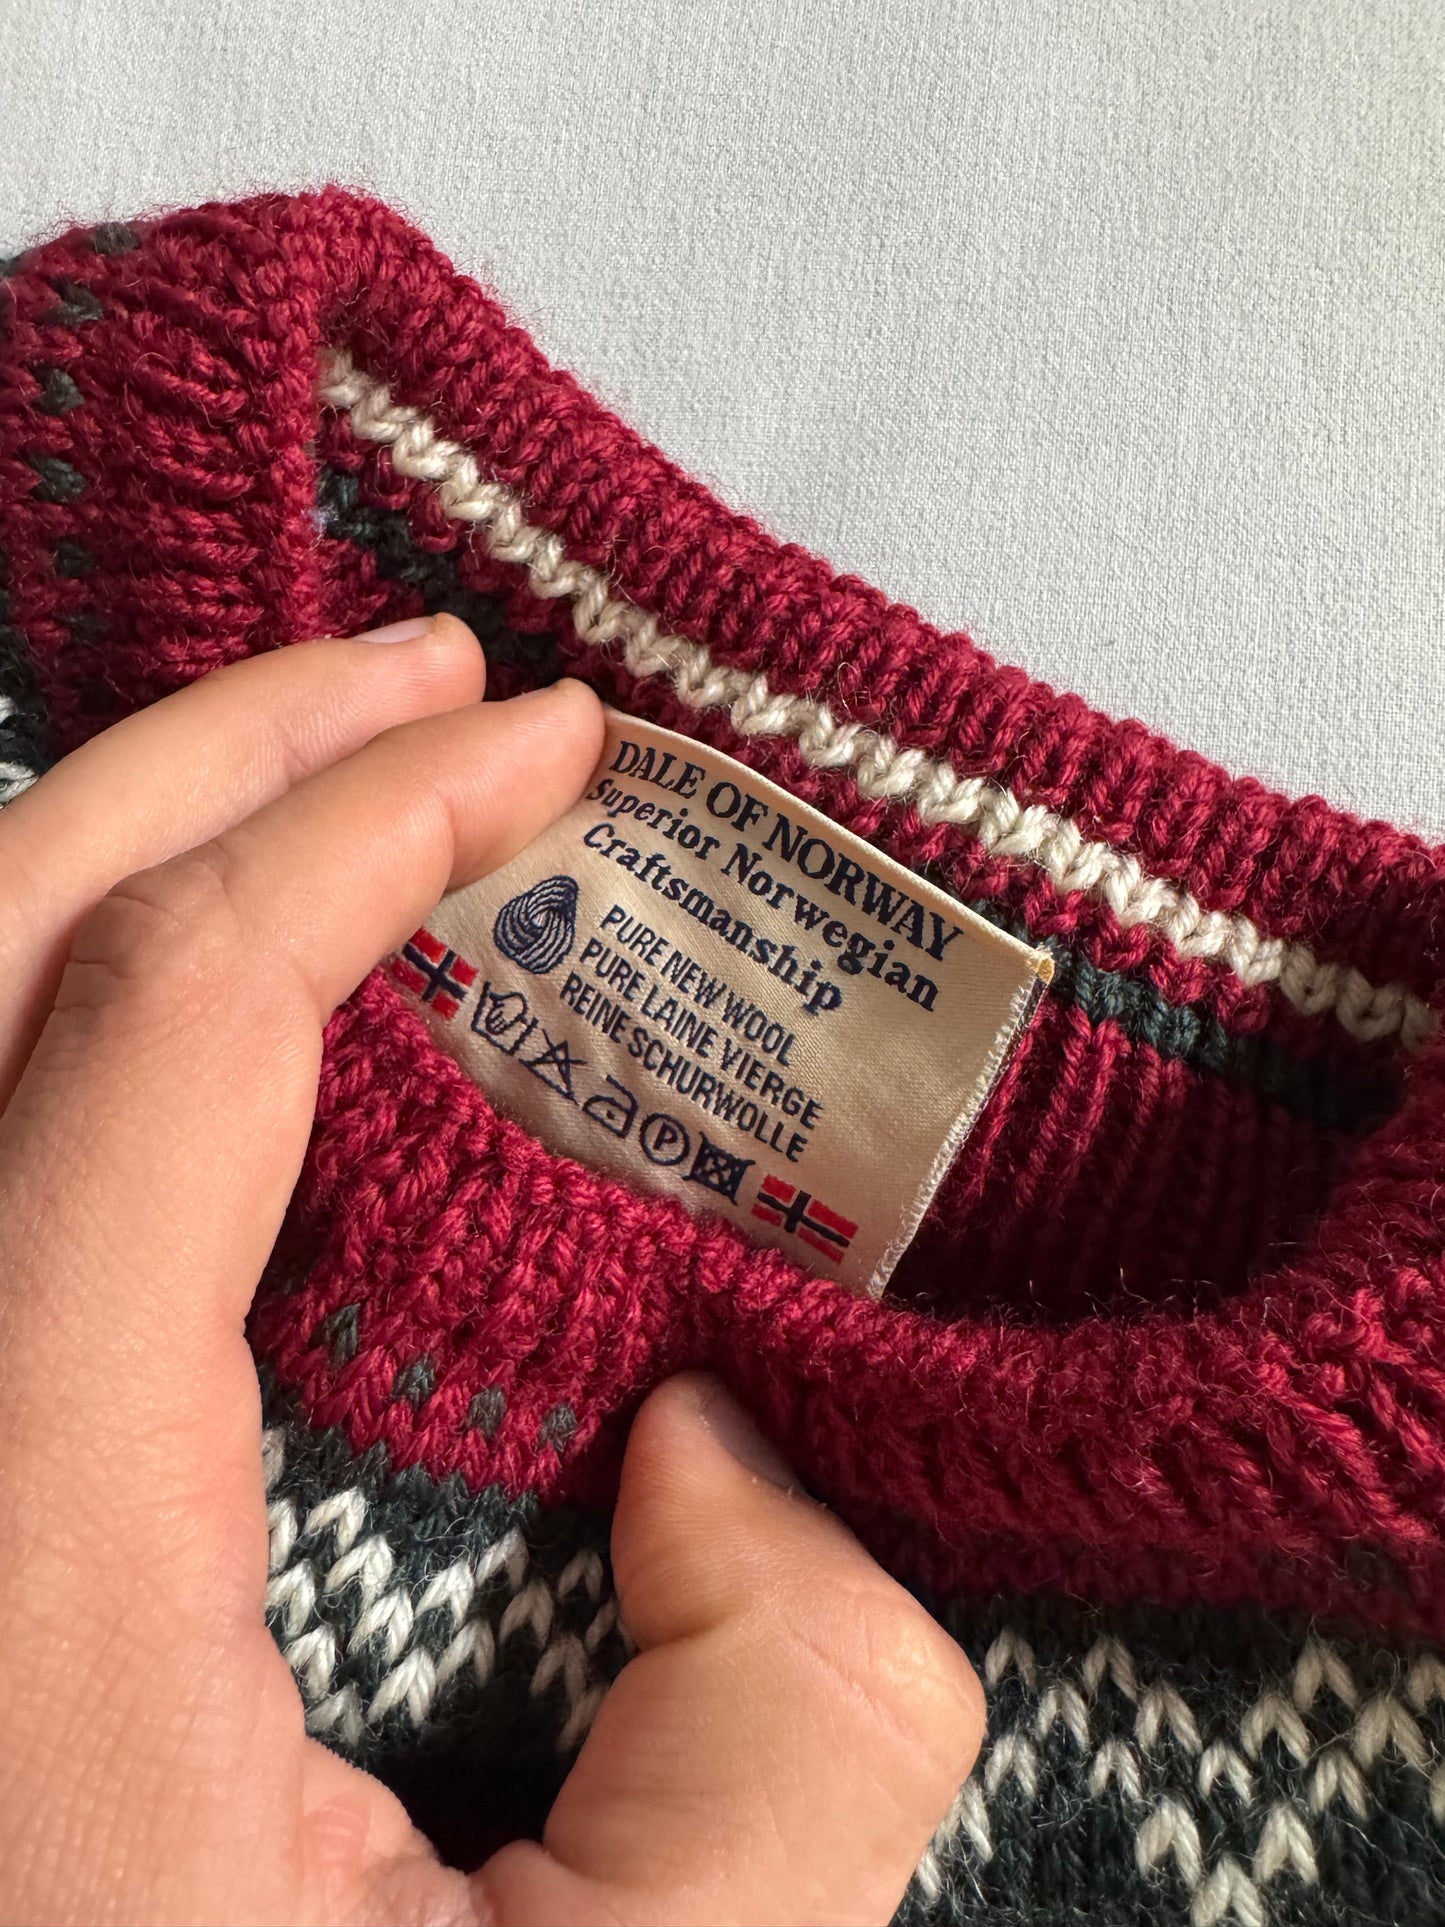 DALE OF NORWAY
Superior Norwegian
Craftsmanship
PURE NEW WOOL
PURE LAINE VIERGE
REINE SCHURWOLLE
P